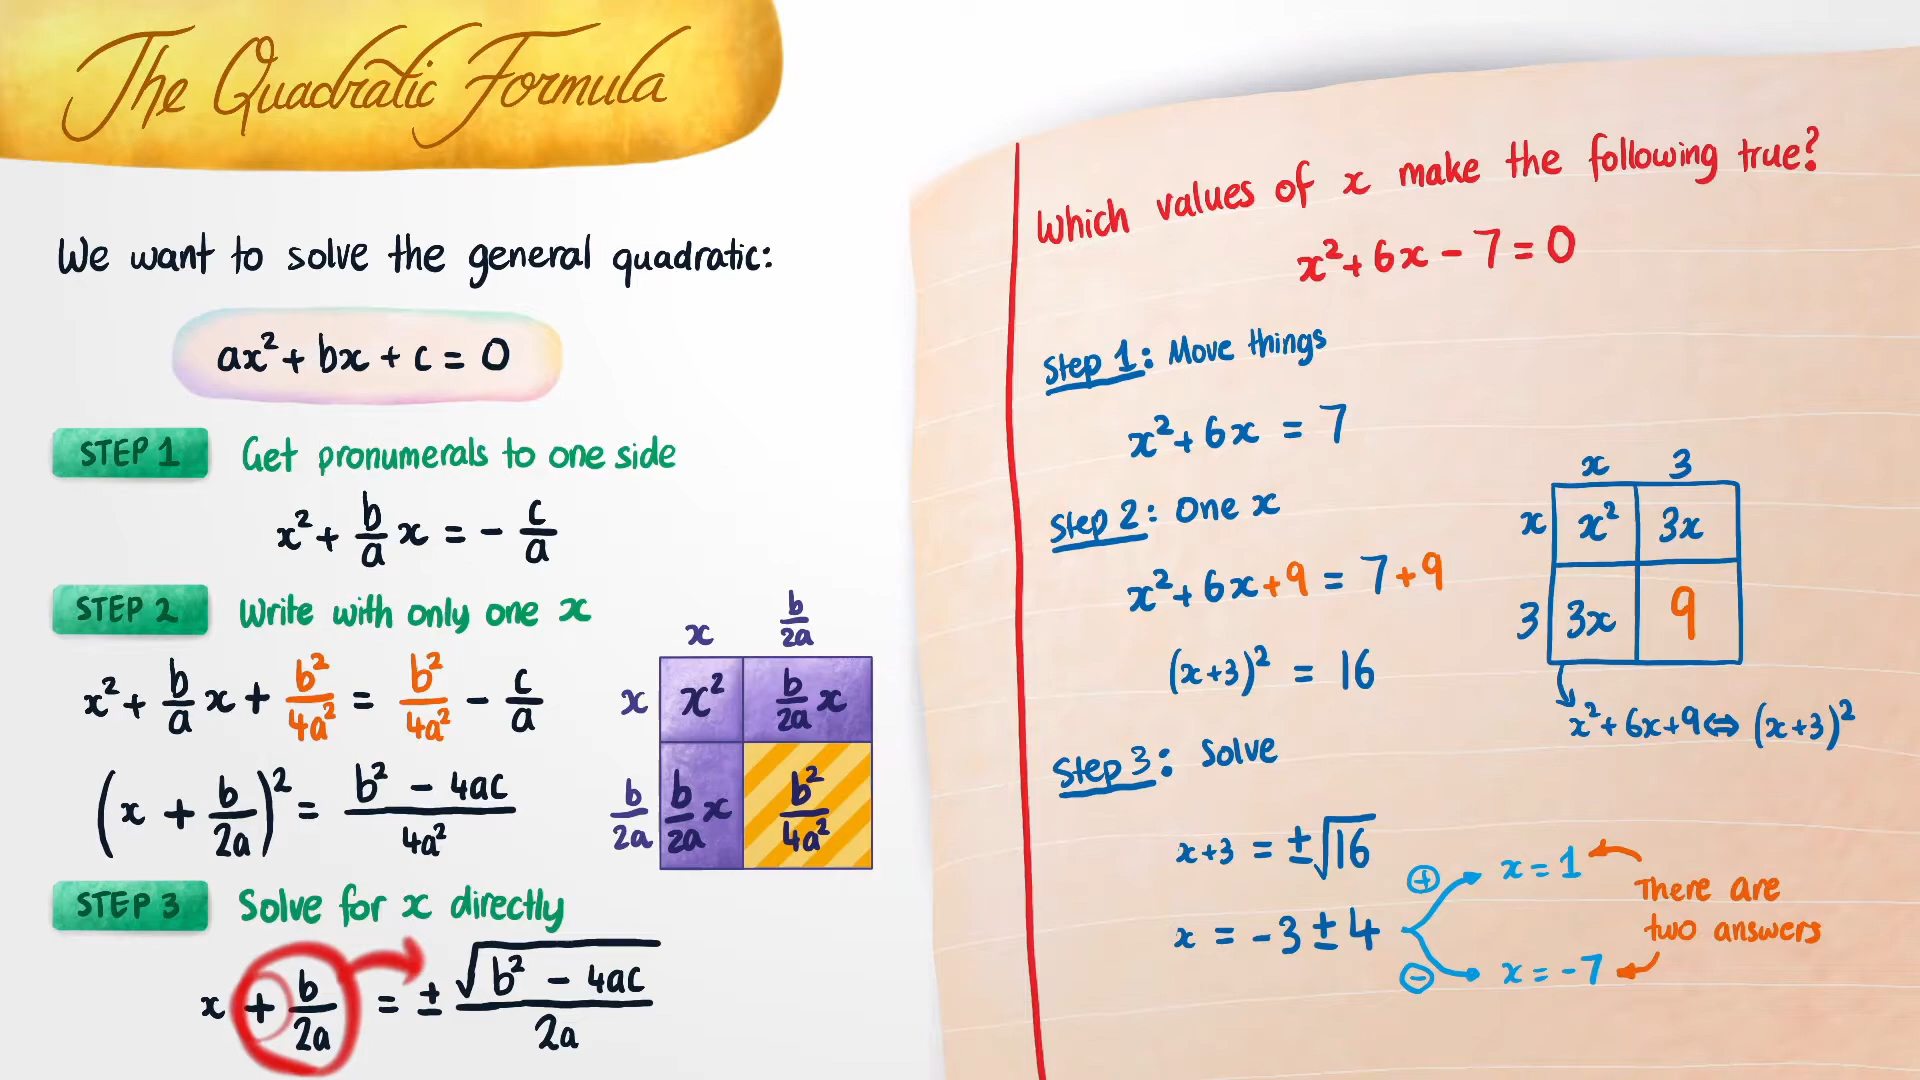 The Quadratic Formula
We want to solve the general quadratic:
ax² + bx + c = 0
STEP 1 Get pronumerals to one side
x² + b/a x = - c/a
STEP 2 Write with only one x
x² + b/a x + b²/4a² = b²/4a² - c/a
(x + b/2a)² = b² - 4ac / 4a²
x b/2a
x x² b/2a x
b/2a b/2a x b²/4a²
STEP 3 Solve for x directly
x + b/2a = ± √b² - 4ac / 2a
Which values of x make the following true?
x² + 6x - 7 = 0
Step 1: Move things
x² + 6x = 7
Step 2: One x
x² + 6x + 9 = 7 + 9
(x+3)² = 16
x 3
x x² 3x
3 3x 9
x² + 6x + 9 ⇔ (x+3)²
Step 3: Solve
x+3 = ±√16
x = -3 ± 4
+ x = 1
- x = -7
There are
two answers